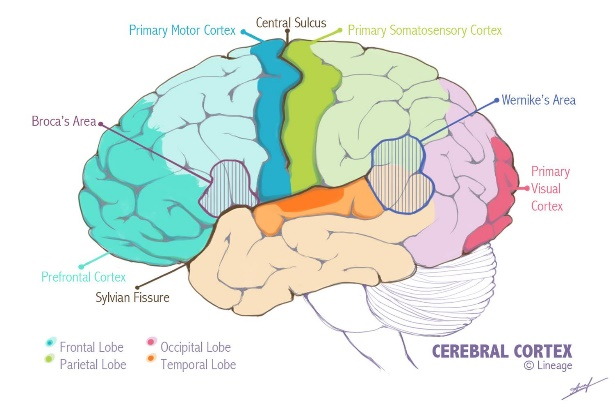 Central Sulcus
Primary Motor Cortex
Primary Somatosensory Cortex
Broca's Area
Wernike's Area
Primary
Visual
Cortex
Prefrontal Cortex
Sylvian Fissure
Frontal Lobe
Occipital Lobe
Parietal Lobe
Temporal Lobe
CEREBRAL CORTEX
© Lineage